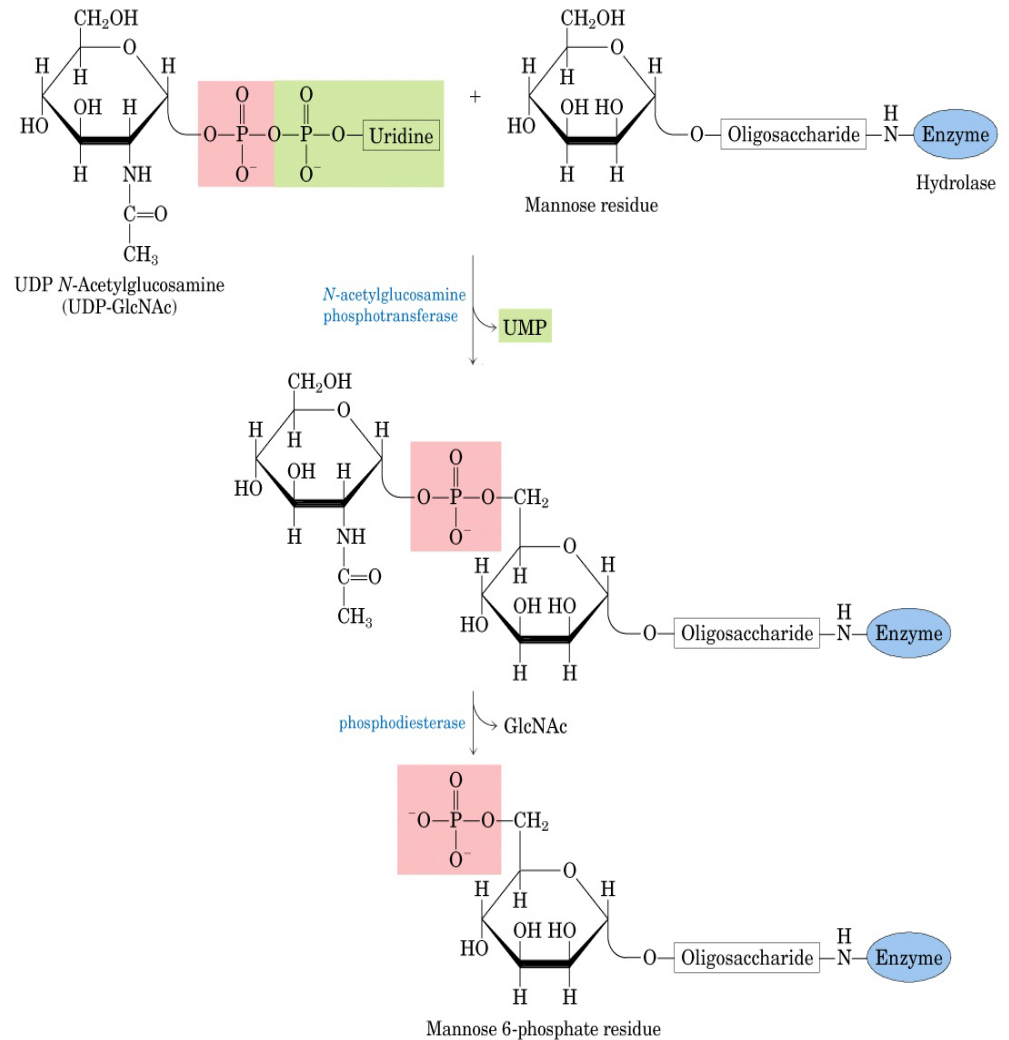 CH₂OH
O
H
H
H
OH
H
HO
H
NH
C=O
CH₃
O
O
O—P—O—P—O—Uridine
O⁻
O⁻
UDP N-Acetylglucosamine
(UDP-GlcNAc)
+
CH₂OH
O
H
H
H
OH HO
HO
H
H
O—Oligosaccharide—N—Enzyme
H
Hydrolase
Mannose residue
N-acetylglucosamine
phosphotransferase
UMP
CH₂OH
O
H
H
H
OH
H
HO
H
NH
C=O
CH₃
O
O—P—O—CH₂
O⁻
O
H
H
H
OH HO
HO
H
H
O—Oligosaccharide—N—Enzyme
H
phosphodiesterase
GlcNAc
O
⁻O—P—O—CH₂
O⁻
O
H
H
H
OH HO
HO
H
H
O—Oligosaccharide—N—Enzyme
H
Mannose 6-phosphate residue